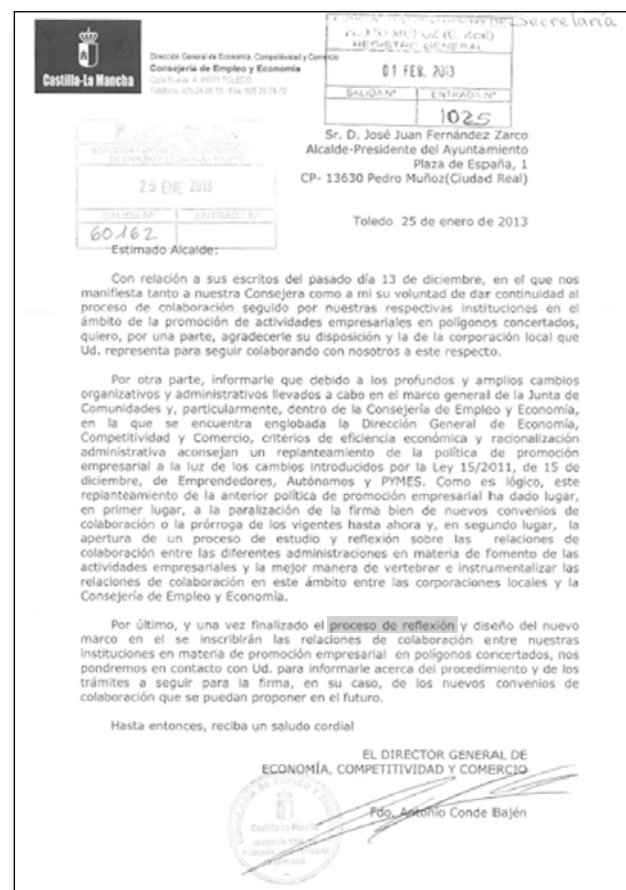 Secretaría
REGISTRO GENERAL
01 FEB. 2013
SALIDA Nº ENTRADA Nº
1025
Castilla-La Mancha
Dirección General de Economía, Competitividad y Comercio
Consejería de Empleo y Economía
Sr. D. José Juan Fernández Zarco
Alcalde-Presidente del Ayuntamiento
Plaza de España, 1
CP- 13630 Pedro Muñoz(Ciudad Real)
25 ENE 2013
SALIDA Nº ENTRADA Nº
60162
Toledo 25 de enero de 2013
Estimado Alcalde:
Con relación a sus escritos del pasado día 13 de diciembre, en el que nos
manifiesta tanto a nuestra Consejera como a mi su voluntad de dar continuidad al
proceso de colaboración seguido por nuestras respectivas instituciones en el
ámbito de la promoción de actividades empresariales en polígonos concertados,
quiero, por una parte, agradecerle su disposición y la de la corporación local que
Ud. representa para seguir colaborando con nosotros a este respecto.
Por otra parte, informarle que debido a los profundos y amplios cambios
organizativos y administrativos llevados a cabo en el marco general de la Junta de
Comunidades y, particularmente, dentro de la Consejería de Empleo y Economía,
en la que se encuentra englobada la Dirección General de Economía,
Competitividad y Comercio, criterios de eficiencia económica y racionalización
administrativa aconsejan un replanteamiento de la política de promoción
empresarial a la luz de los cambios introducidos por la Ley 15/2011, de 15 de
diciembre, de Emprendedores, Autónomos y PYMES. Como es lógico, este
replanteamiento de la anterior política de promoción empresarial ha dado lugar,
en primer lugar, a la paralización de la firma bien de nuevos convenios de
colaboración o la prórroga de los vigentes hasta ahora y, en segundo lugar, la
apertura de un proceso de estudio y reflexión sobre las relaciones de
colaboración entre las diferentes administraciones en materia de fomento de las
actividades empresariales y la mejor manera de vertebrar e instrumentalizar las
relaciones de colaboración en este ámbito entre las corporaciones locales y la
Consejería de Empleo y Economía.
Por último, y una vez finalizado el proceso de reflexión y diseño del nuevo
marco en el se inscribirán las relaciones de colaboración entre nuestras
instituciones en materia de promoción empresarial en polígonos concertados, nos
pondremos en contacto con Ud. para informarle acerca del procedimiento y de los
trámites a seguir para la firma, en su caso, de los nuevos convenios de
colaboración que se puedan proponer en el futuro.
Hasta entonces, reciba un saludo cordial
EL DIRECTOR GENERAL DE
ECONOMÍA, COMPETITIVIDAD Y COMERCIO
Fdo. Antonio Conde Bajén
Castilla-La Mancha